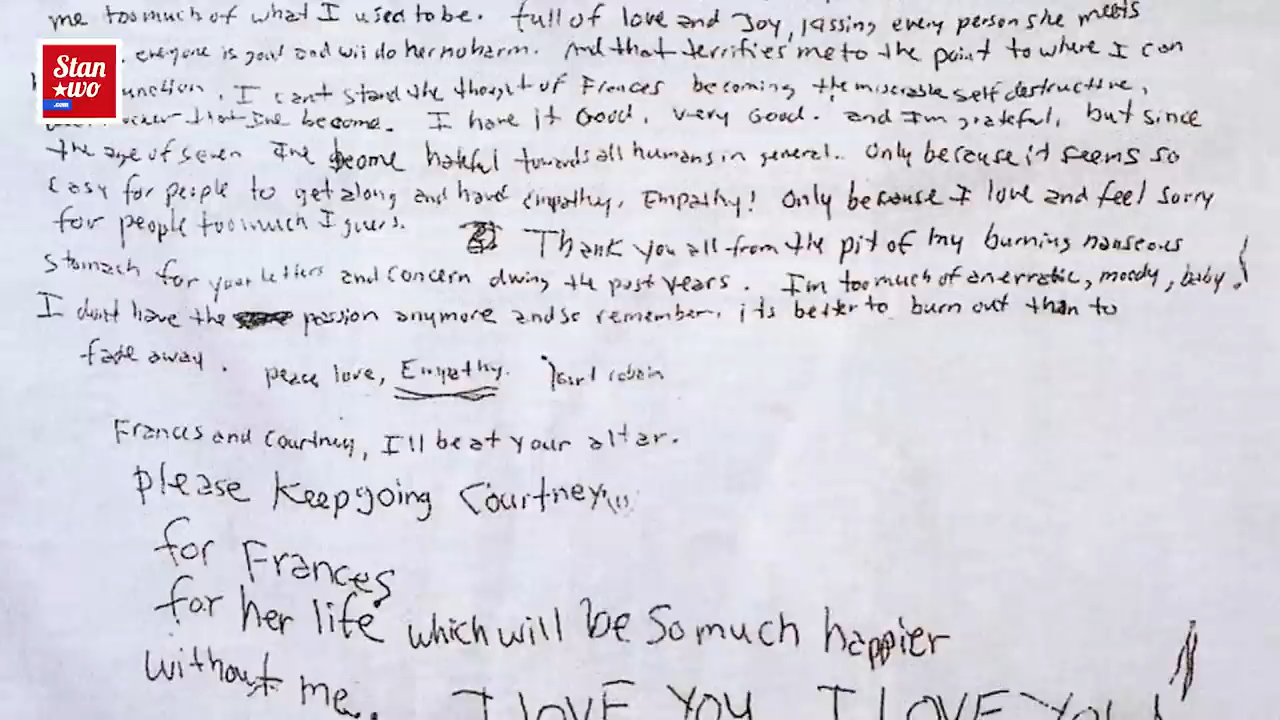 me too much of what I used to be. full of love and Joy, kissing every person she meets
Stan
everyone is good and will do her no harm. And that terrifies me to the point to where I can
★WO
unction. I cant stand the thought of Frances becoming the miserable self destructive,
.com
that Ive become. I have it Good, very Good. and Im grateful, but since
the age of seven Ive become hateful towards all humans in general.. Only because it seems so
easy for people to get along and have empathy. Empathy! Only because I love and feel sorry
for people too much I guess.
Thank you all from the pit of my burning nauseous
stomach for your letters and concern during the past years. I'm too much of an erratic, moody, baby!
I dont have the passion anymore and so remember, its better to burn out than to
fade away.
peace love, Empathy. Kurt Cobain
Frances and Courtney, I'll be at your altar.
please Keep going Courtney
for Frances
for her life which will be so much happier
without me. I LOVE YOU I LOVE YOU!